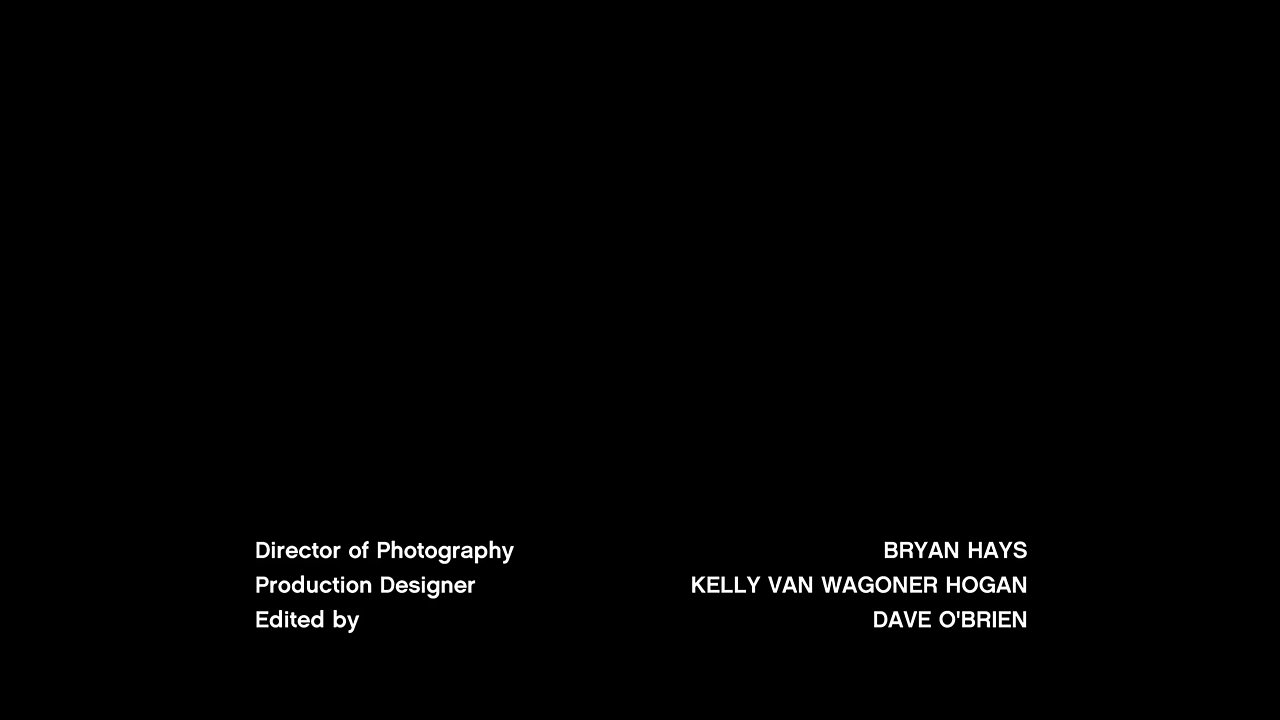 Director of Photography BRYAN HAYS
Production Designer KELLY VAN WAGONER HOGAN
Edited by DAVE O'BRIEN